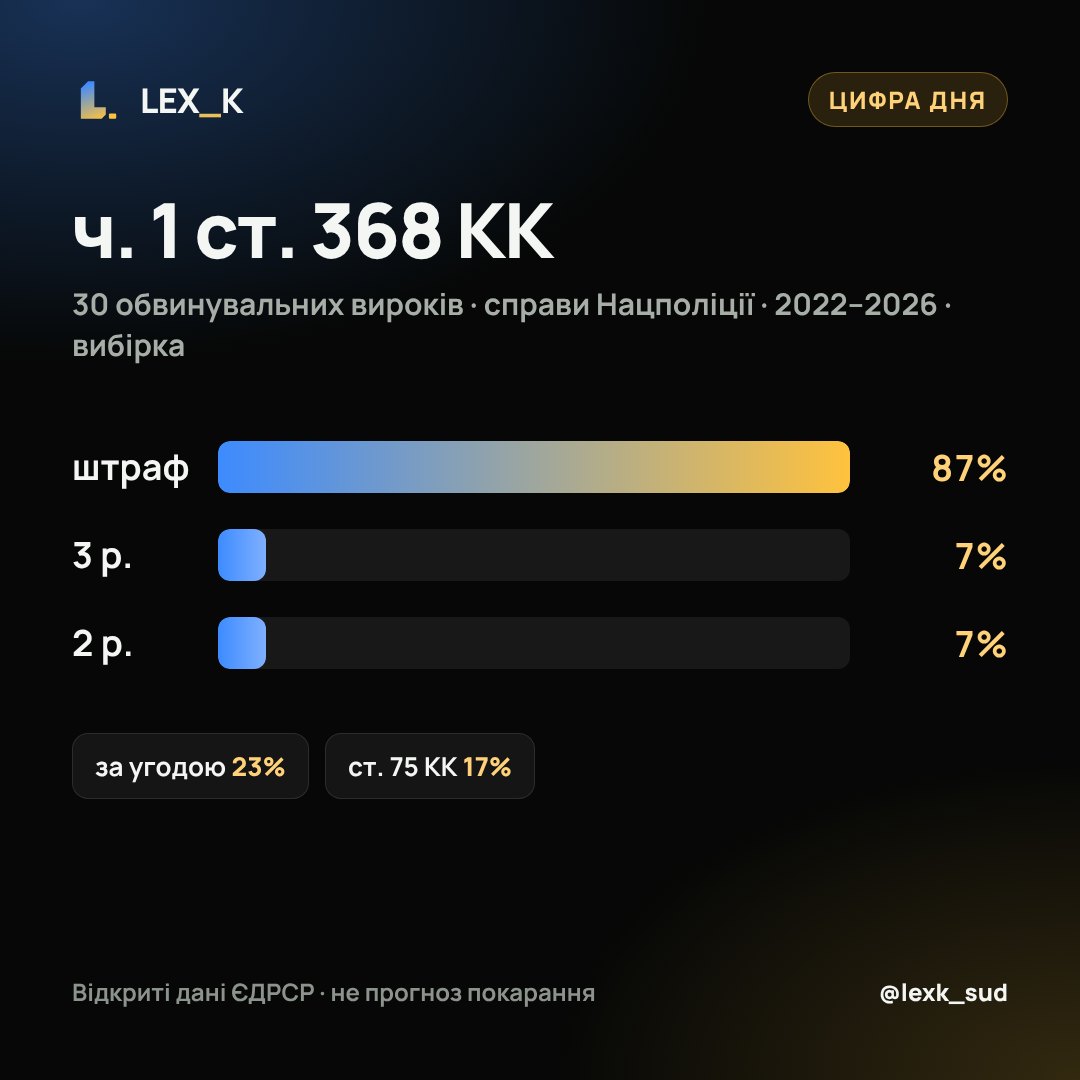 LEX_K
ЦИФРА ДНЯ
ч. 1 ст. 368 КК
30 обвинувальних вироків · справи Нацполіції · 2022–2026 ·
вибірка
штраф 87%
3 р. 7%
2 р. 7%
за угодою 23% ст. 75 КК 17%
Відкриті дані ЄДРСР · не прогноз покарання @lexk_sud